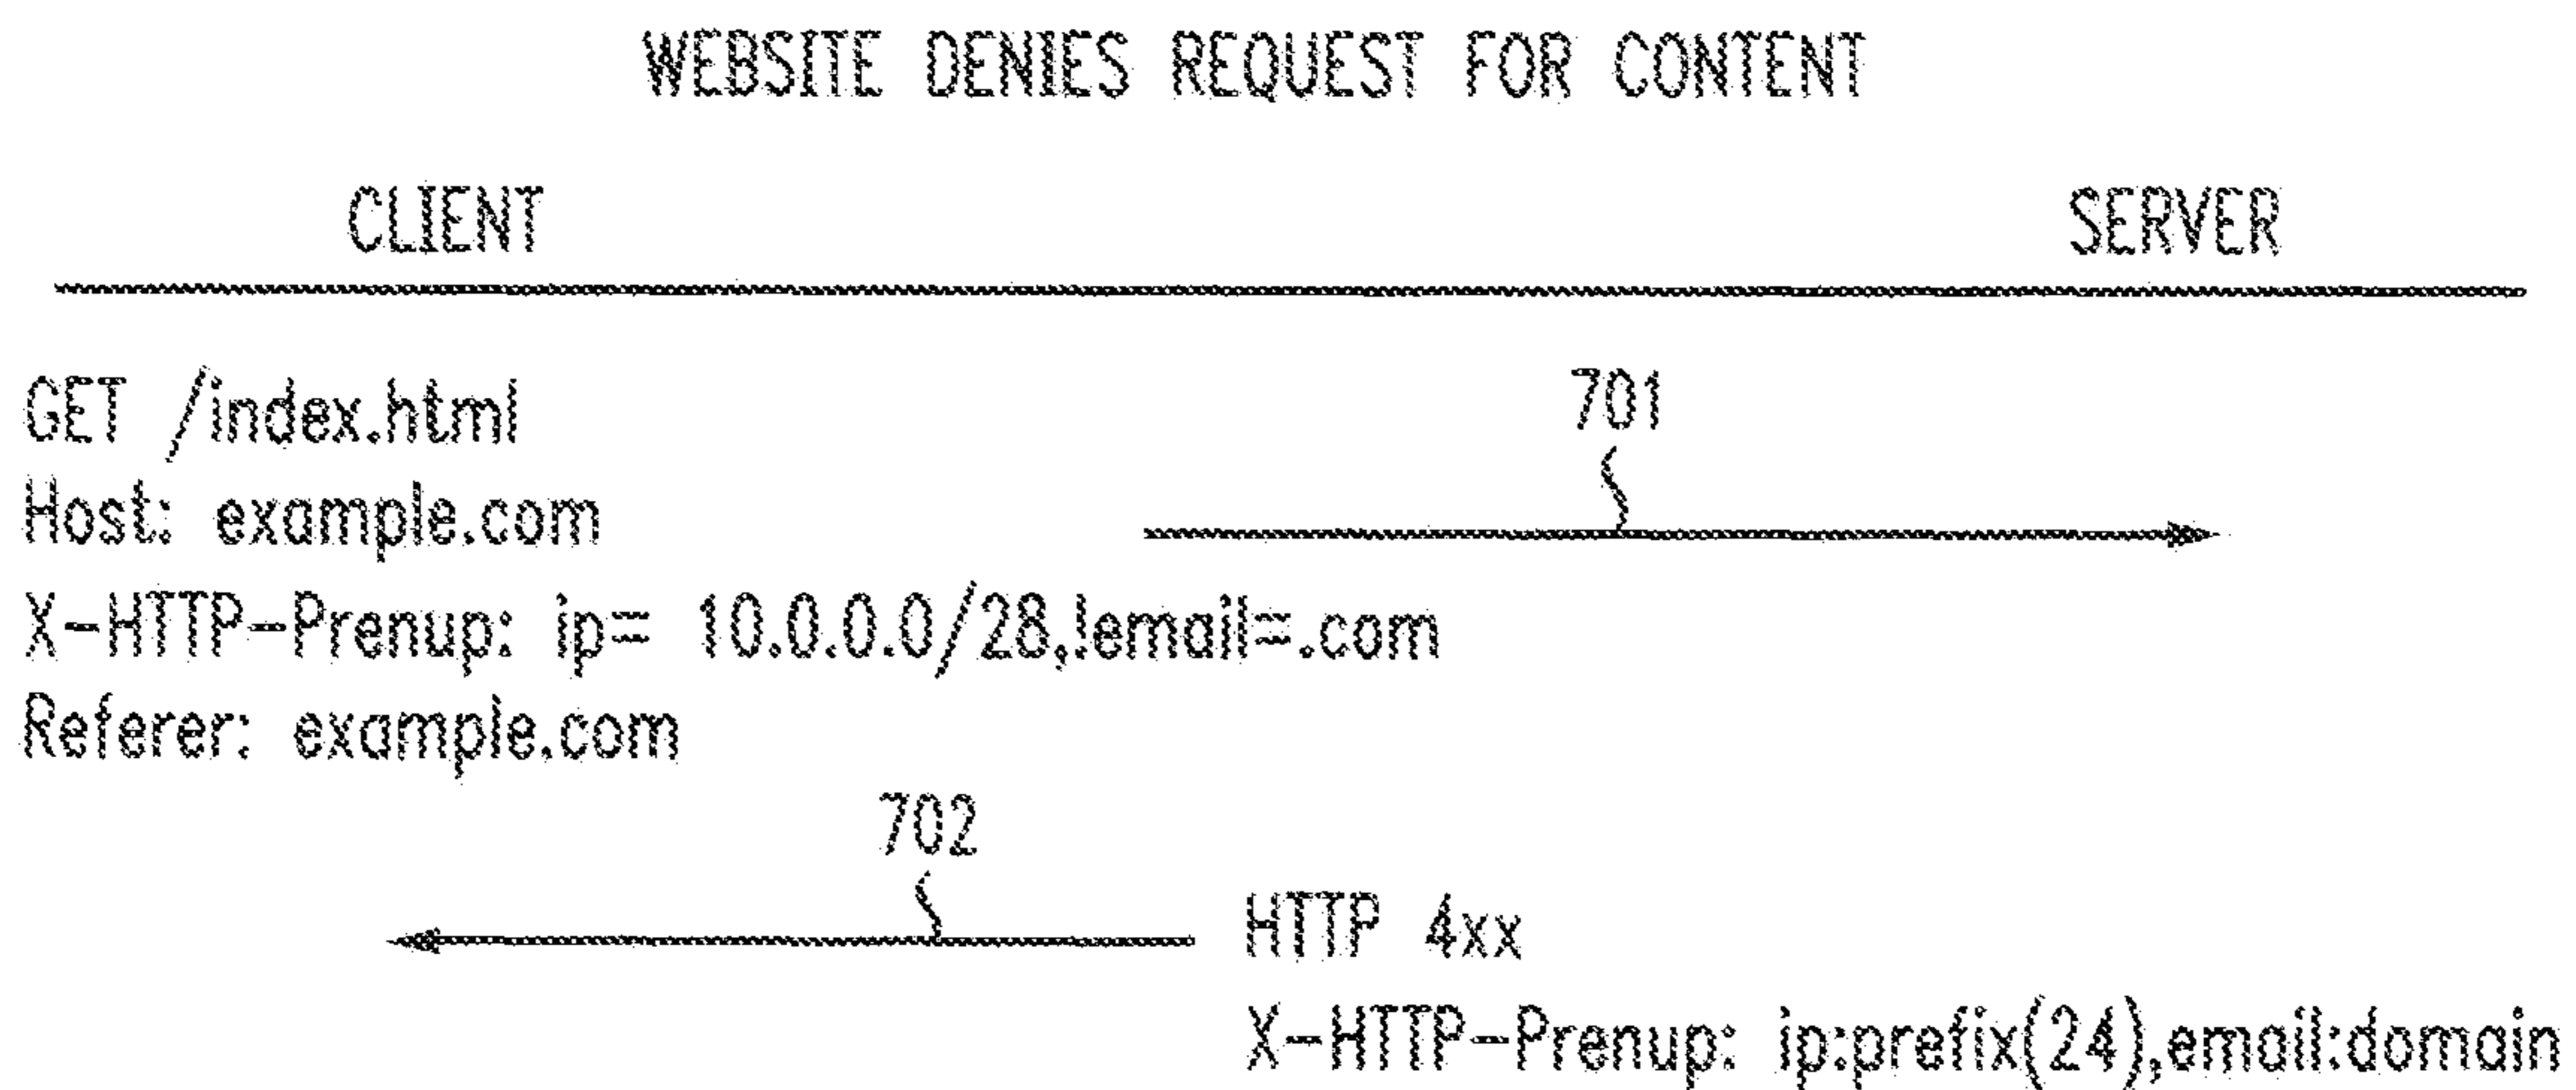 WEBSITE DENIES REQUEST FOR CONTENT
CLIENT SERVER
GET /index.html
701
Host: example.com
X-HTTP-Prenup: ip= 10.0.0.0/28,!email=.com
Referer: example.com
702
HTTP 4xx
X-HTTP-Prenup: ip:prefix(24),email:domain